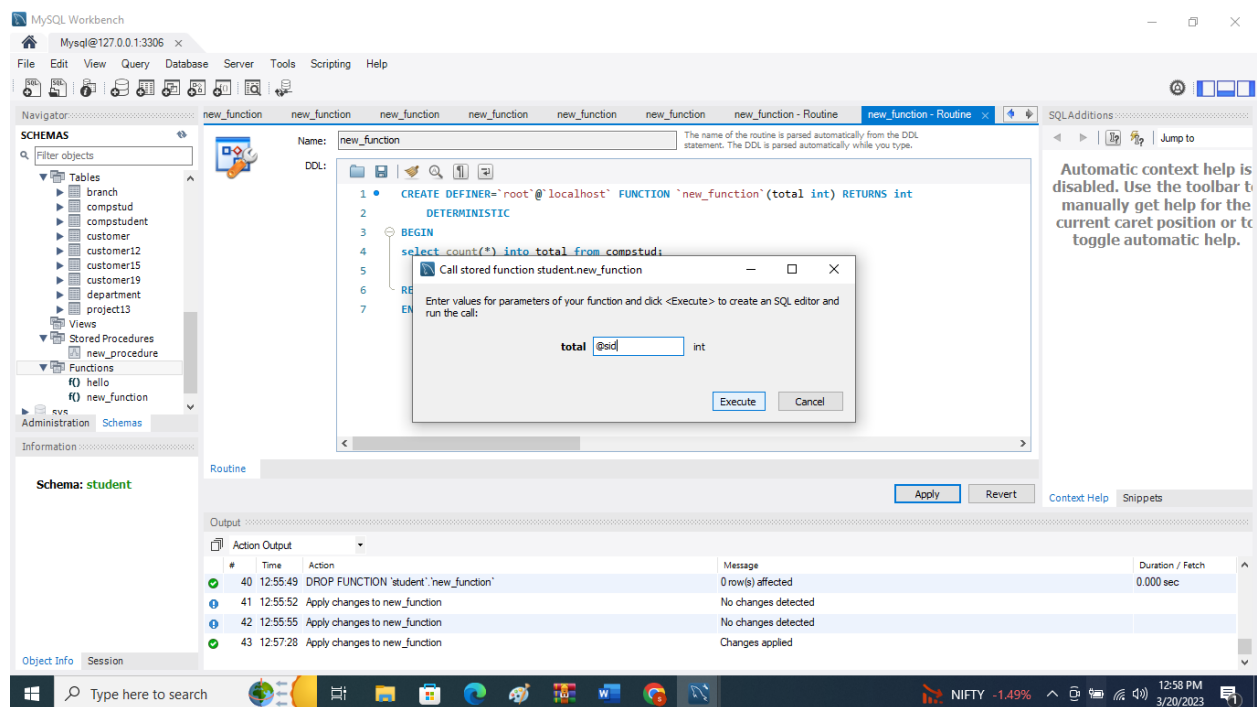 MySQL Workbench
Mysql@127.0.0.1:3306
File Edit View Query Database Server Tools Scripting Help
Navigator
SCHEMAS
Filter objects
Tables
branch
compstud
compstudent
customer
customer12
customer15
customer19
department
project13
Views
Stored Procedures
new_procedure
Functions
f() hello
f() new_function
sys
Administration Schemas
Information
Schema: student
Object Info Session
new_function new_function new_function new_function new_function new_function new_function - Routine new_function - Routine
Name: new_function
The name of the routine is parsed automatically from the DDL
statement. The DDL is parsed automatically while you type.
DDL:
1 CREATE DEFINER=`root`@`localhost` FUNCTION `new_function`(total int) RETURNS int
2 DETERMINISTIC
3 BEGIN
4 select count(*) into total from compstud;
5
6 RE
7 EN
Call stored function student.new_function
Enter values for parameters of your function and click <Execute> to create an SQL editor and
run the call:
total @sid int
Execute Cancel
Routine
Apply Revert
SQLAdditions
Jump to
Automatic context help is
disabled. Use the toolbar to
manually get help for the
current caret position or to
toggle automatic help.
Context Help Snippets
Output
Action Output
# Time Action Message Duration / Fetch
40 12:55:49 DROP FUNCTION `student`.`new_function` 0 row(s) affected 0.000 sec
41 12:55:52 Apply changes to new_function No changes detected
42 12:55:55 Apply changes to new_function No changes detected
43 12:57:28 Apply changes to new_function Changes applied
Type here to search
NIFTY -1.49%
12:58 PM
3/20/2023